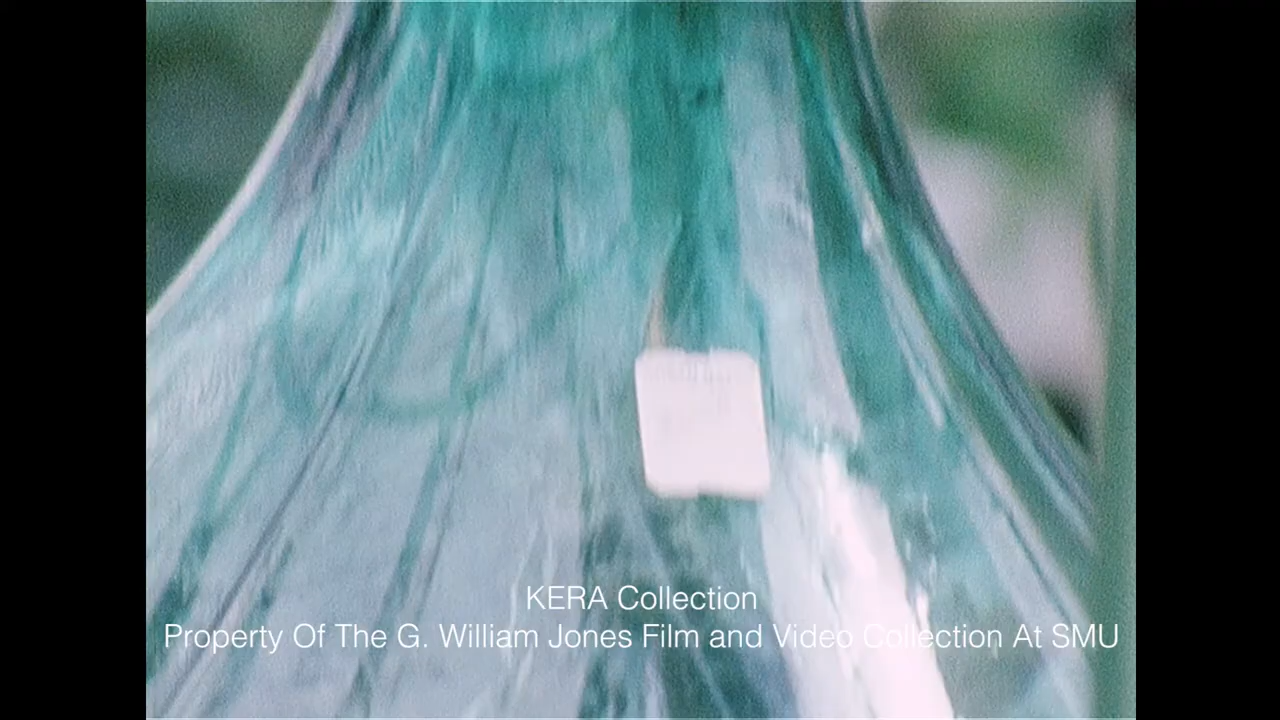 KERA Collection
Property Of The G. William Jones Film and Video Collection At SMU